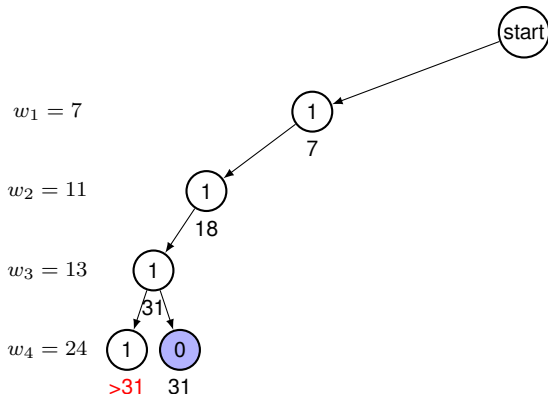 start
w₁ = 7
1
7
w₂ = 11
1
18
w₃ = 13
1
31
w₄ = 24
1
0
>31
31